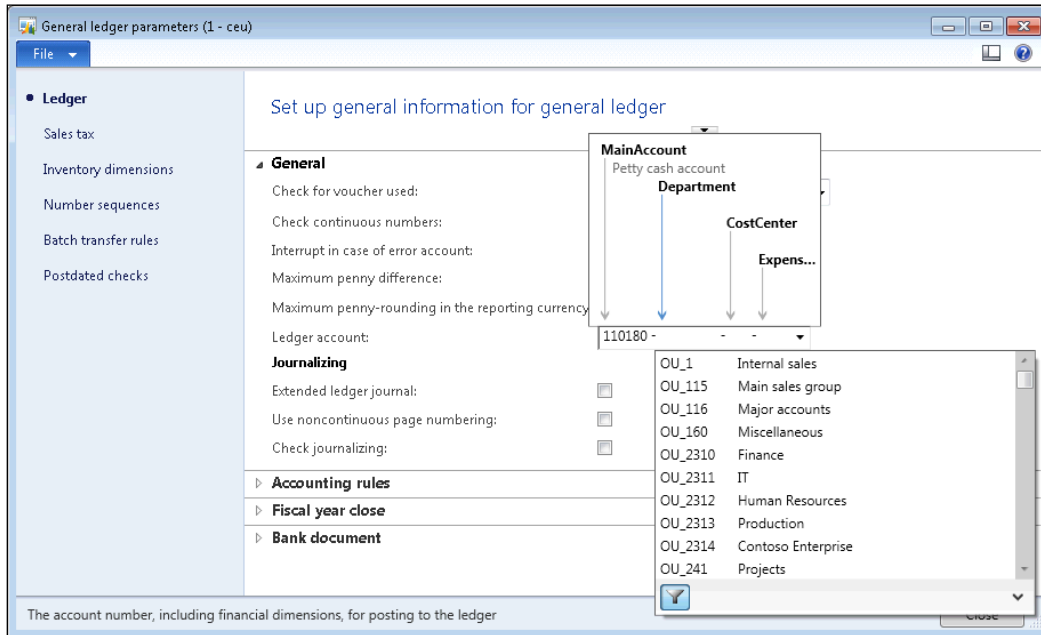 General ledger parameters (1 - ceu)
File
Ledger
Sales tax
Inventory dimensions
Number sequences
Batch transfer rules
Postdated checks
Set up general information for general ledger
General
Check for voucher used:
Check continuous numbers:
Interrupt in case of error account:
Maximum penny difference:
Maximum penny-rounding in the reporting currency
Ledger account:
MainAccount
Petty cash account
Department
CostCenter
Expens...
110180 - - -
Journalizing
Extended ledger journal:
Use noncontinuous page numbering:
Check journalizing:
OU_1 Internal sales
OU_115 Main sales group
OU_116 Major accounts
OU_160 Miscellaneous
OU_2310 Finance
OU_2311 IT
OU_2312 Human Resources
OU_2313 Production
OU_2314 Contoso Enterprise
OU_241 Projects
Accounting rules
Fiscal year close
Bank document
The account number, including financial dimensions, for posting to the ledger
Close